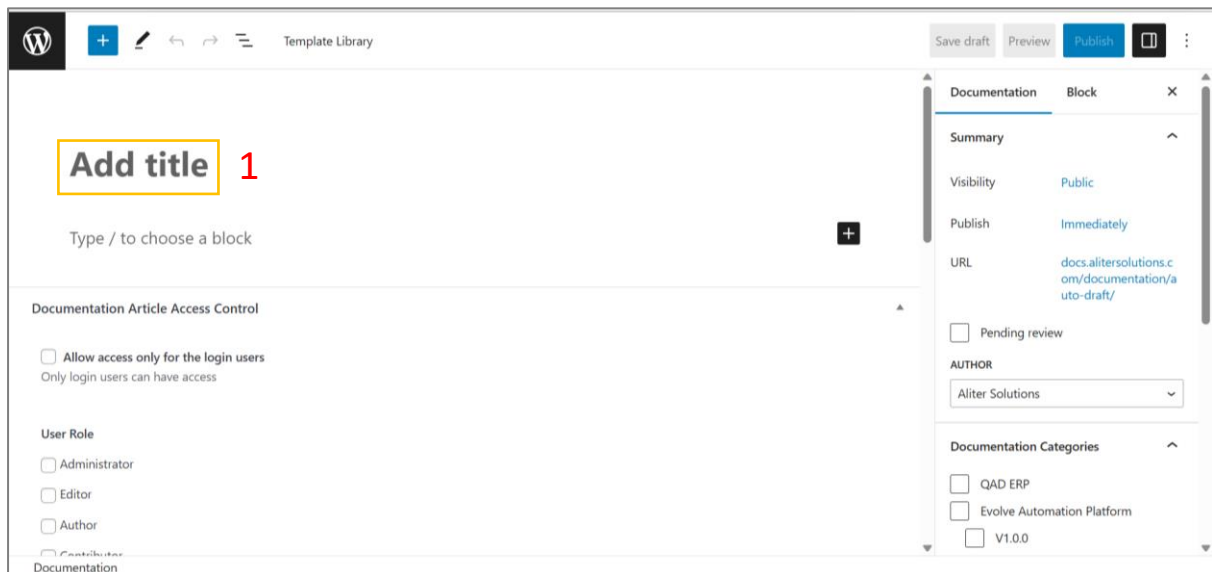 Template Library
Save draft Preview Publish
Add title 1
Type / to choose a block
Documentation Article Access Control
Allow access only for the login users
Only login users can have access
User Role
Administrator
Editor
Author
Contributor
Documentation
Documentation Block
Summary
Visibility Public
Publish Immediately
URL docs.alitersolutions.c
om/documentation/a
uto-draft/
Pending review
AUTHOR
Aliter Solutions
Documentation Categories
QAD ERP
Evolve Automation Platform
V1.0.0